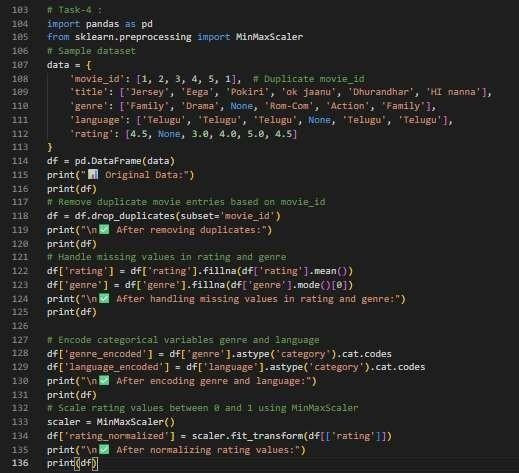 103 # Task-4 :
104 import pandas as pd
105 from sklearn.preprocessing import MinMaxScaler
106 # Sample dataset
107 data = {
108     'movie_id': [1, 2, 3, 4, 5, 1],  # Duplicate movie_id
109     'title': ['Jersey', 'Eega', 'Pokiri', 'ok jaanu', 'Dhurandhar', 'HI nanna'],
110     'genre': ['Family', 'Drama', None, 'Rom-Com', 'Action', 'Family'],
111     'language': ['Telugu', 'Telugu', 'Telugu', None, 'Telugu', 'Telugu'],
112     'rating': [4.5, None, 3.0, 4.0, 5.0, 4.5]
113 }
114 df = pd.DataFrame(data)
115 print("📊 Original Data:")
116 print(df)
117 # Remove duplicate movie entries based on movie_id
118 df = df.drop_duplicates(subset='movie_id')
119 print("\n✅ After removing duplicates:")
120 print(df)
121 # Handle missing values in rating and genre
122 df['rating'] = df['rating'].fillna(df['rating'].mean())
123 df['genre'] = df['genre'].fillna(df['genre'].mode()[0])
124 print("\n✅ After handling missing values in rating and genre:")
125 print(df)
126
127 # Encode categorical variables genre and language
128 df['genre_encoded'] = df['genre'].astype('category').cat.codes
129 df['language_encoded'] = df['language'].astype('category').cat.codes
130 print("\n✅ After encoding genre and language:")
131 print(df)
132 # Scale rating values between 0 and 1 using MinMaxScaler
133 scaler = MinMaxScaler()
134 df['rating_normalized'] = scaler.fit_transform(df[['rating']])
135 print("\n✅ After normalizing rating values:")
136 print(df)